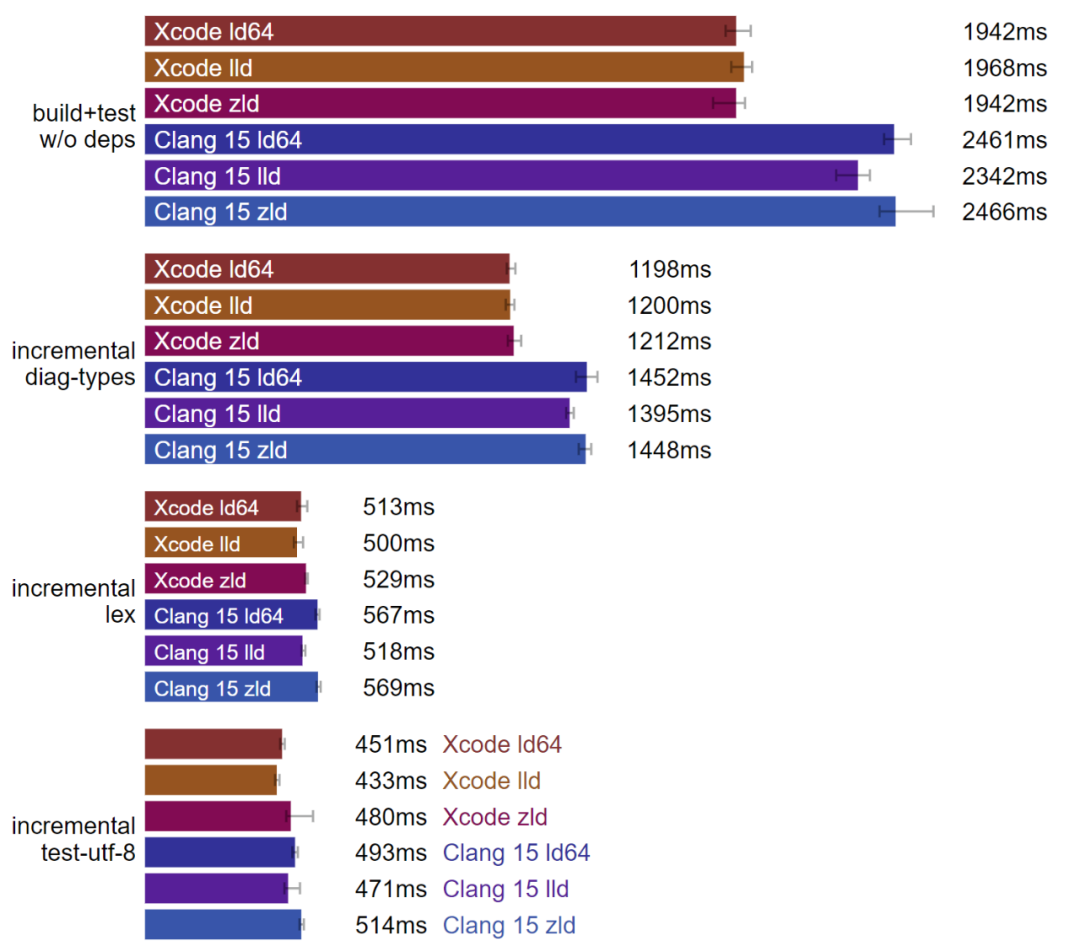 Xcode ld64 1942ms
Xcode lld 1968ms
Xcode zld 1942ms
build+test
w/o deps
Clang 15 ld64 2461ms
Clang 15 lld 2342ms
Clang 15 zld 2466ms
Xcode ld64 1198ms
Xcode lld 1200ms
Xcode zld 1212ms
incremental
diag-types
Clang 15 ld64 1452ms
Clang 15 lld 1395ms
Clang 15 zld 1448ms
Xcode ld64 513ms
Xcode lld 500ms
Xcode zld 529ms
incremental
lex
Clang 15 ld64 567ms
Clang 15 lld 518ms
Clang 15 zld 569ms
451ms Xcode ld64
433ms Xcode lld
480ms Xcode zld
incremental
test-utf-8
493ms Clang 15 ld64
471ms Clang 15 lld
514ms Clang 15 zld